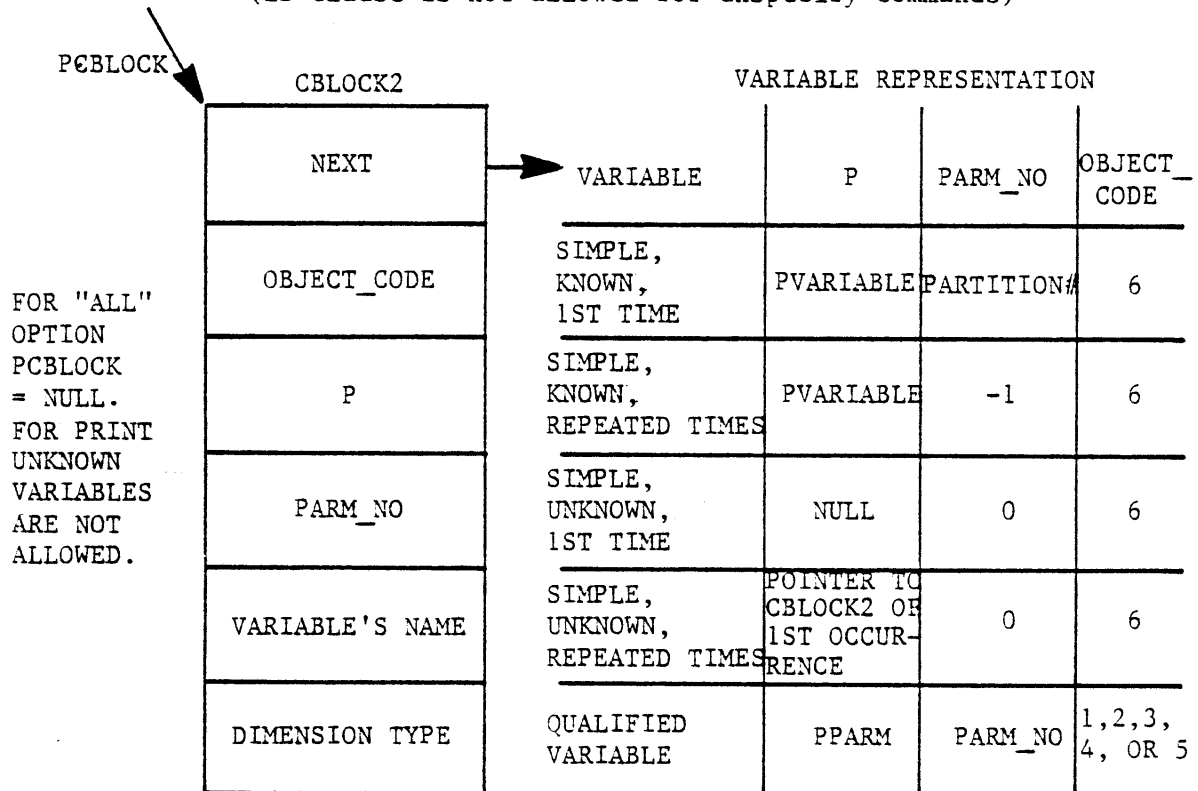 PCBLOCK
CBLOCK2
NEXT
OBJECT_CODE
P
PARM_NO
VARIABLE'S NAME
DIMENSION TYPE
FOR "ALL"
OPTION
PCBLOCK
= NULL.
FOR PRINT
UNKNOWN
VARIABLES
ARE NOT
ALLOWED.
VARIABLE REPRESENTATION
VARIABLE P PARM_NO OBJECT_
CODE
SIMPLE,
KNOWN,
1ST TIME
PVARIABLE PARTITION# 6
SIMPLE,
KNOWN,
REPEATED TIMES
PVARIABLE -1 6
SIMPLE,
UNKNOWN,
1ST TIME
NULL 0 6
SIMPLE,
UNKNOWN,
REPEATED TIMES
POINTER TO
CBLOCK2 OF
1ST OCCUR-
RENCE
0 6
QUALIFIED
VARIABLE
PPARM PARM_NO
1,2,3,
4, OR 5